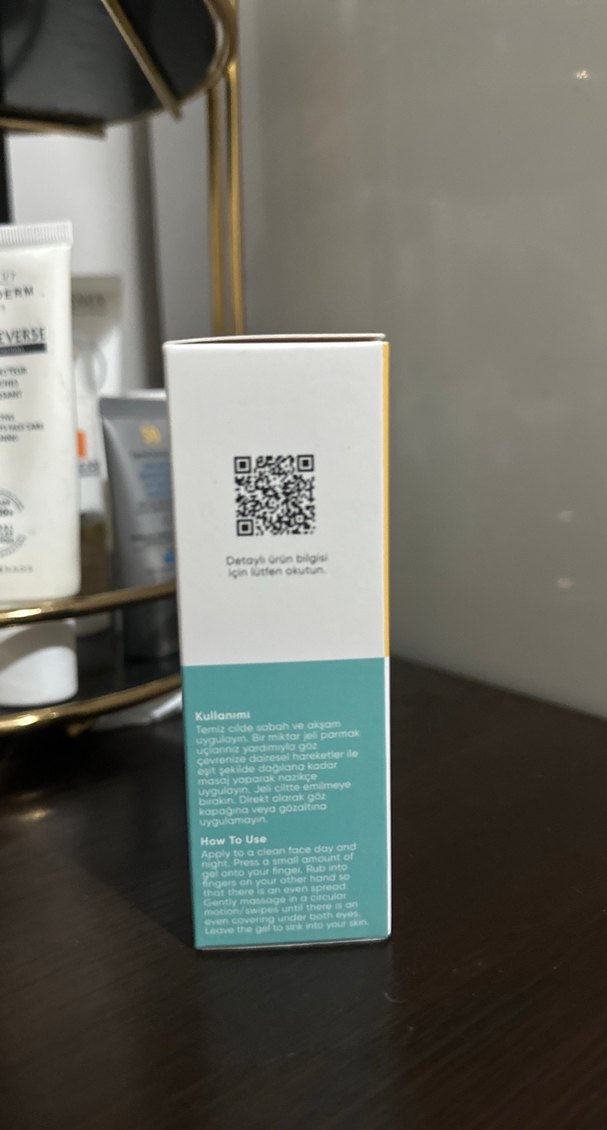 DERM
EVERSE
Detaylı ürün bilgisi
için lütfen okutun.
Kullanımı
Temiz cilde sabah ve akşam
uygulayın. Bir miktar jeli parmak
uçlarınız yardımıyla göz
çevrenize dairesel hareketler ile
eşit şekilde dağılana kadar
masaj yaparak nazikçe
uygulayın. Jeli ciltte emilmeye
bırakın. Direkt olarak göz
kapağına veya gözaltına
uygulamayın.
How To Use
Apply to a clean face day and
night. Press a small amount of
gel onto your finger. Rub into
fingers on your other hand so
that there is an even spread.
Gently massage in a circular
motion/swipes until there is an
even covering under both eyes.
Leave the gel to sink into your skin.